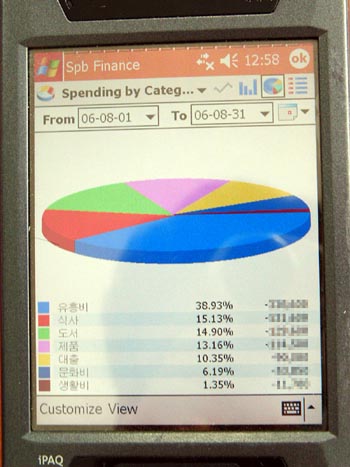 Spb Finance 12:58 ok
Spending by Categ...
From 06-08-01 To 06-08-31
유흥비 38.93%
식사 15.13%
도서 14.90%
제품 13.16%
대출 10.35%
문화비 6.19%
생활비 1.35%
Customize View
iPAQ